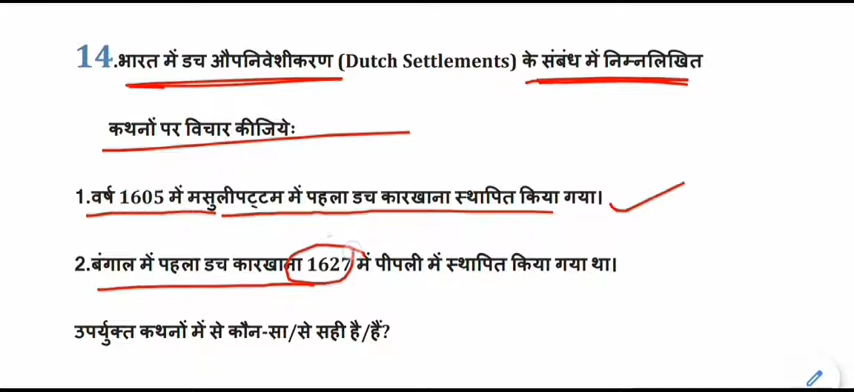 14.भारत में डच औपनिवेशीकरण (Dutch Settlements) के संबंध में निम्नलिखित
कथनों पर विचार कीजियेः
1.वर्ष 1605 में मसुलीपट्टम में पहला डच कारखाना स्थापित किया गया।
2.बंगाल में पहला डच कारखाना 1627 में पीपली में स्थापित किया गया था।
उपर्युक्त कथनों में से कौन-सा/से सही है/हैं?